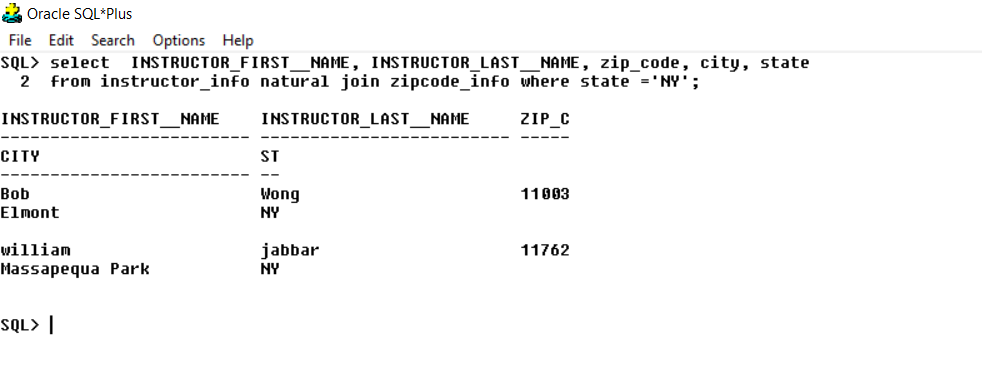 Oracle SQL*Plus
File Edit Search Options Help
SQL> select  INSTRUCTOR_FIRST__NAME, INSTRUCTOR_LAST__NAME, zip_code, city, state
  2  from instructor_info natural join zipcode_info where state ='NY';
INSTRUCTOR_FIRST__NAME    INSTRUCTOR_LAST__NAME     ZIP_C
------------------------- ------------------------- -----
CITY                      ST
------------------------- --
Bob                       Wong                      11003
Elmont                    NY
william                   jabbar                    11762
Massapequa Park           NY
SQL>